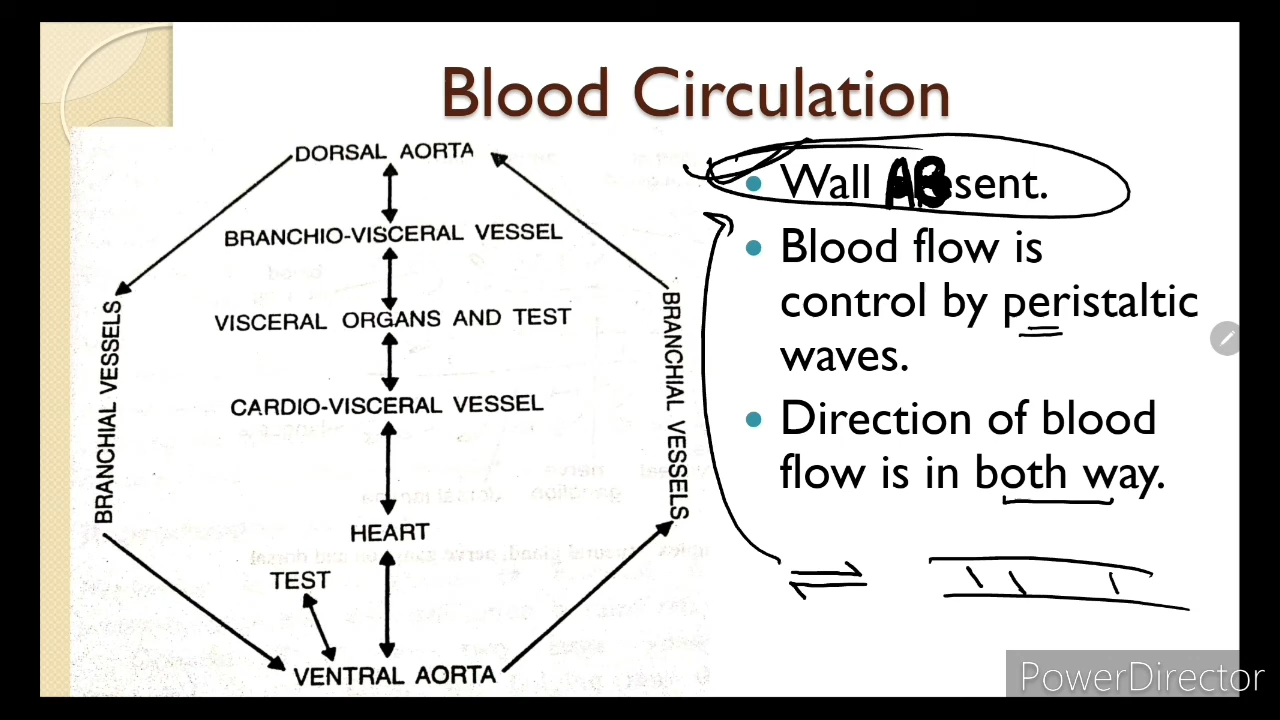 Blood Circulation
DORSAL AORTA
BRANCHIO-VISCERAL VESSEL
VISCERAL ORGANS AND TEST
CARDIO-VISCERAL VESSEL
HEART
TEST
VENTRAL AORTA
BRANCHIAL VESSELS
BRANCHIAL VESSELS
• Wall ABsent.
• Blood flow is
control by peristaltic
waves.
• Direction of blood
flow is in both way.
PowerDirector